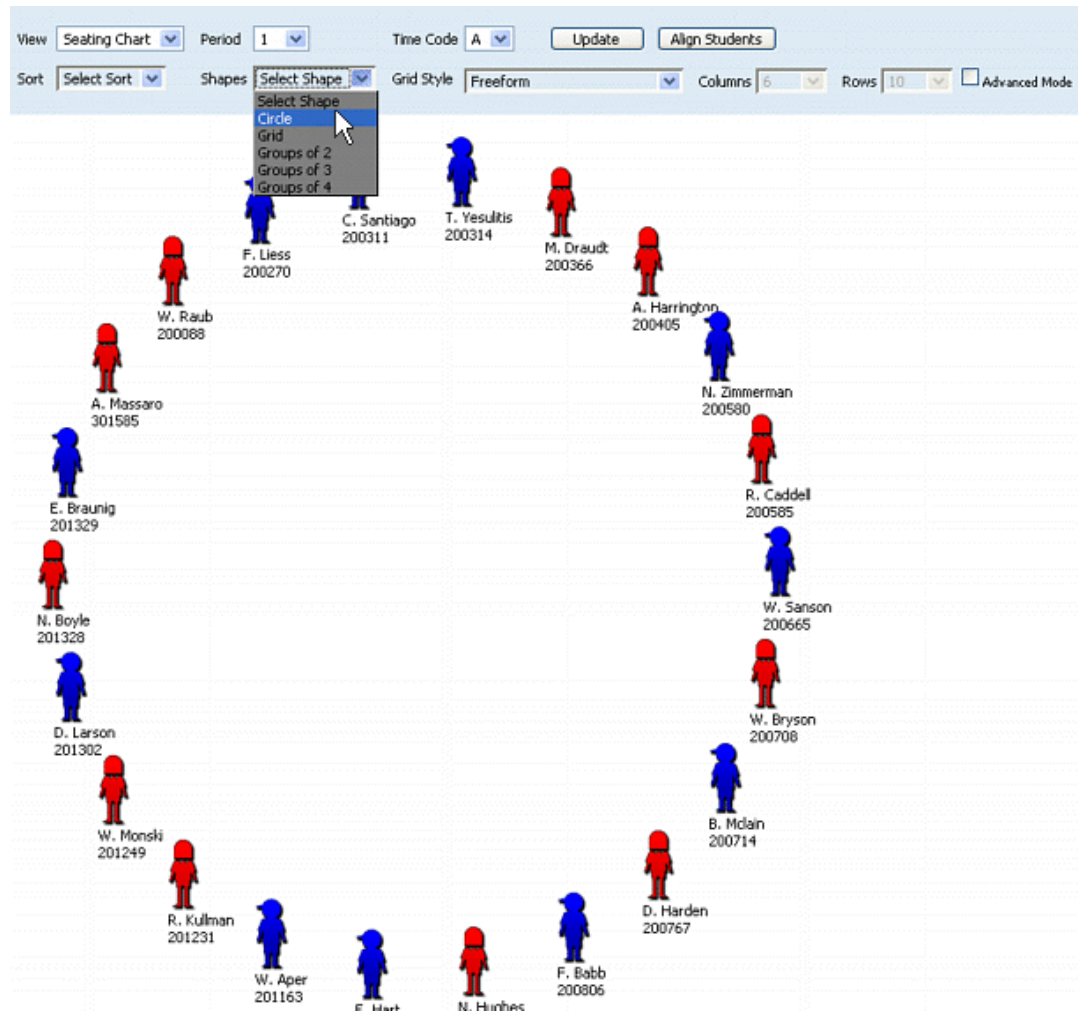 View Seating Chart Period 1 Time Code A Update Align Students
Sort Select Sort Shapes Select Shape Grid Style Freeform Columns 6 Rows 10 Advanced Mode
Select Shape
Circle
Grid
Groups of 2
Groups of 3
Groups of 4
C. Santiago
200311
T. Yesulitis
200314
F. Liess
200270
M. Draudt
200366
W. Raub
200088
A. Harrington
200405
A. Massaro
301585
N. Zimmerman
200580
E. Braunig
201329
R. Caddell
200585
N. Boyle
201328
W. Sanson
200665
D. Larson
201302
W. Bryson
200708
W. Monski
201249
B. Mclain
200714
R. Kullman
201231
D. Harden
200767
W. Aper
201163
F. Babb
200806
E. Hart
N. Hughes